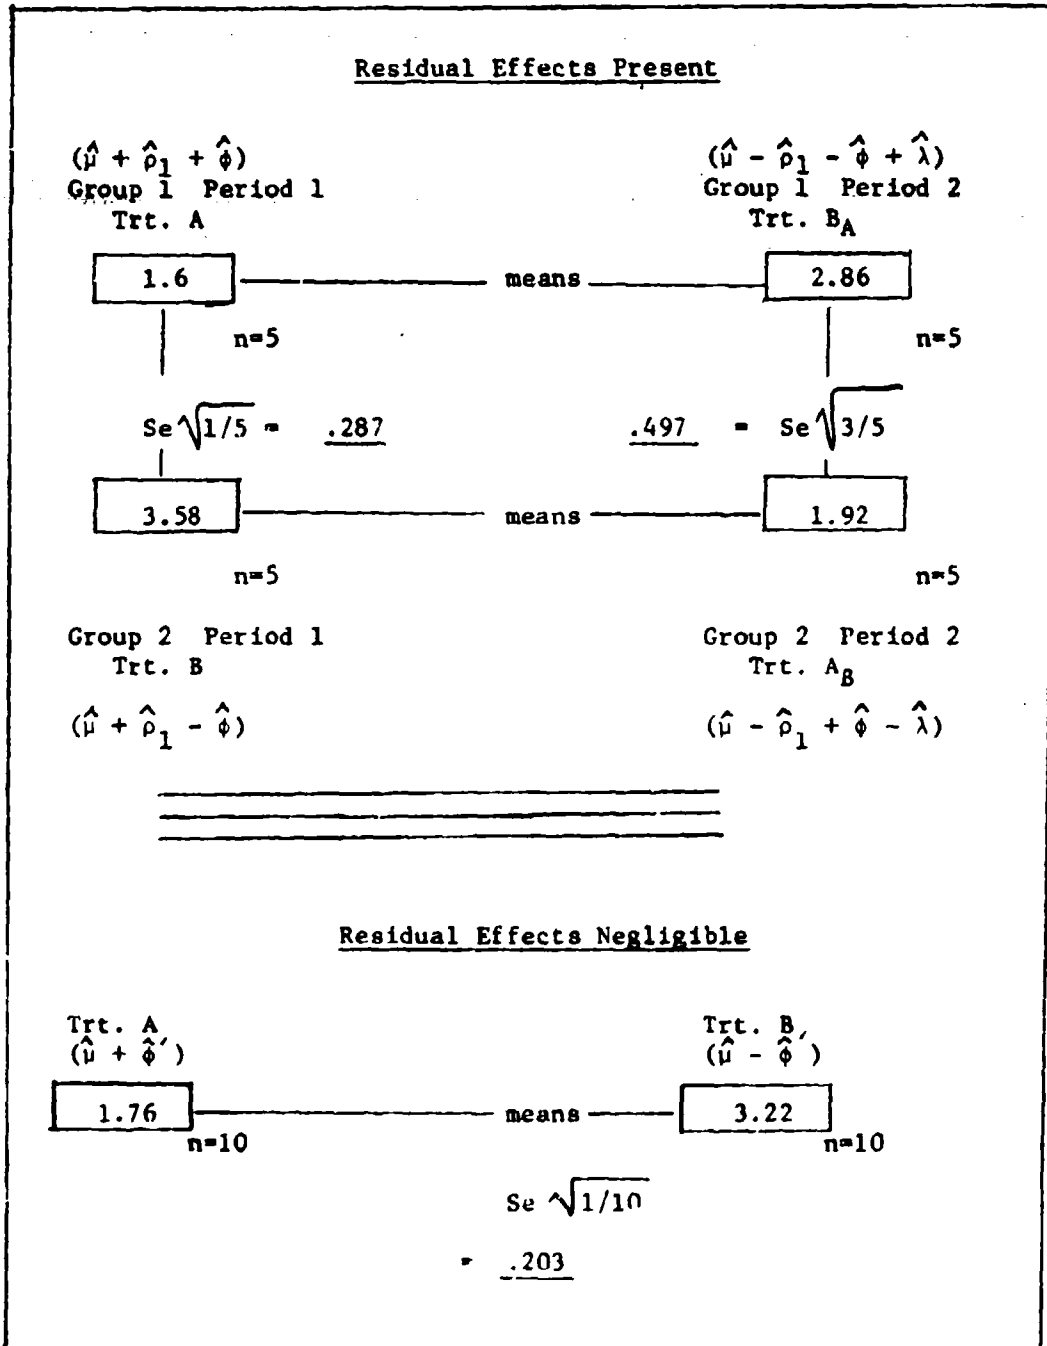 Residual Effects Present
(μ̂ + ρ̂₁ + φ̂) (μ̂ - ρ̂₁ - φ̂ + λ̂)
Group 1 Period 1 Group 1 Period 2
Trt. A Trt. B_A
1.6 means 2.86
n=5 n=5
Se √1/5 = .287 .497 = Se √3/5
3.58 means 1.92
n=5 n=5
Group 2 Period 1 Group 2 Period 2
Trt. B Trt. A_B
(μ̂ + ρ̂₁ - φ̂) (μ̂ - ρ̂₁ + φ̂ - λ̂)
Residual Effects Negligible
Trt. A Trt. B
(μ̂ + φ̂′) (μ̂ - φ̂′)
1.76 means 3.22
n=10 n=10
Se √1/10
= .203